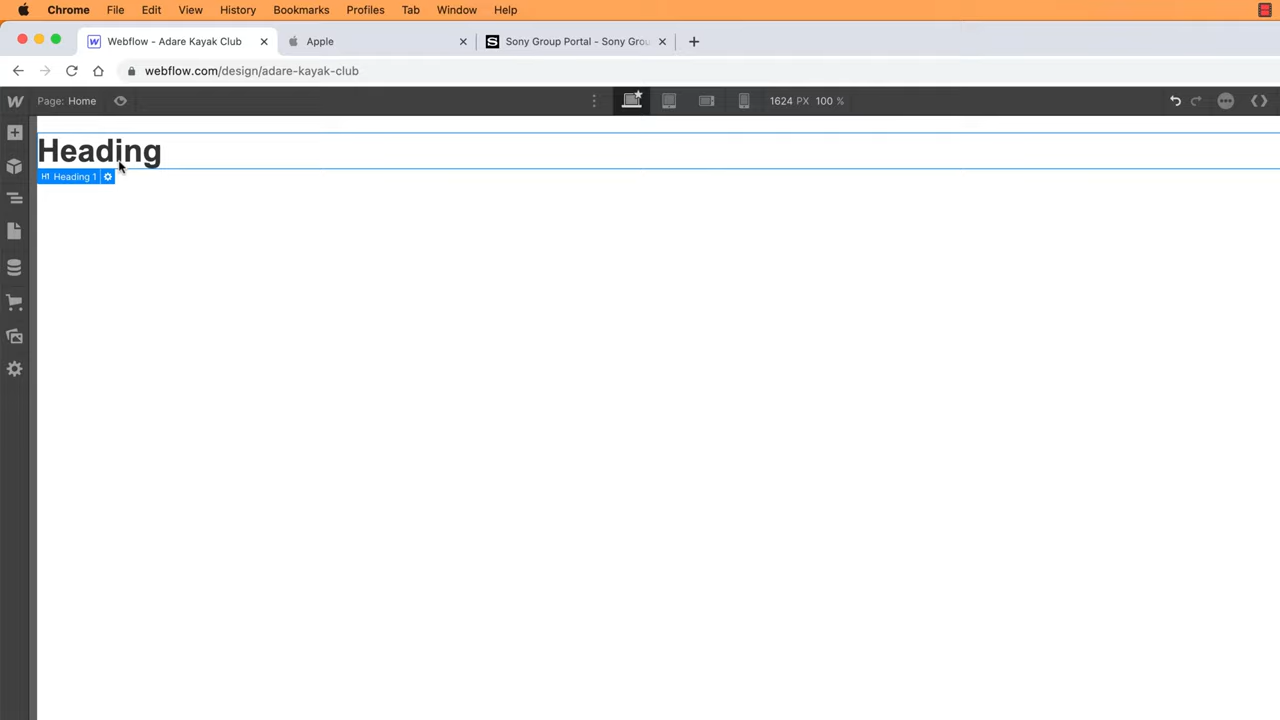 Chrome File Edit View History Bookmarks Profiles Tab Window Help
W Webflow - Adare Kayak Club Apple S Sony Group Portal - Sony Grou
webflow.com/design/adare-kayak-club
W Page: Home 1624 PX 100 %
Heading
H1 Heading 1